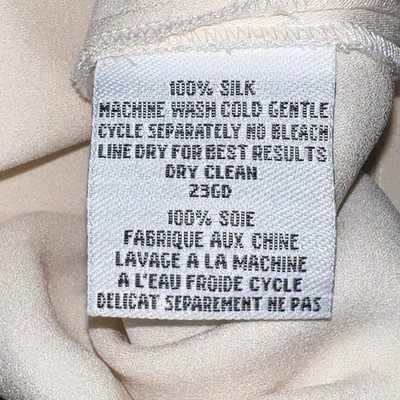 100% SILK
MACHINE WASH COLD GENTLE
CYCLE SEPARATELY NO BLEACH
LINE DRY FOR BEST RESULTS
DRY CLEAN
23GD
100% SOIE
FABRIQUE AUX CHINE
LAVAGE A LA MACHINE
A L'EAU FROIDE CYCLE
DELICAT SEPAREMENT NE PAS